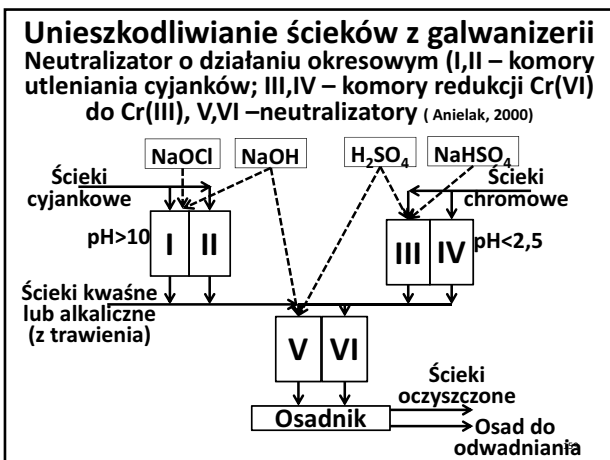 Unieszkodliwianie ścieków z galwanizerii
Neutralizator o działaniu okresowym (I,II – komory
utleniania cyjanków; III,IV – komory redukcji Cr(VI)
do Cr(III), V,VI –neutralizatory ( Anielak, 2000)
NaOCl
NaOH
H₂SO₄
NaHSO₄
Ścieki
cyjankowe
Ścieki
chromowe
pH>10
I
II
III
IV
pH<2,5
Ścieki kwaśne
lub alkaliczne
(z trawienia)
V
VI
Ścieki
oczyszczone
Osadnik
Osad do
odwadniania